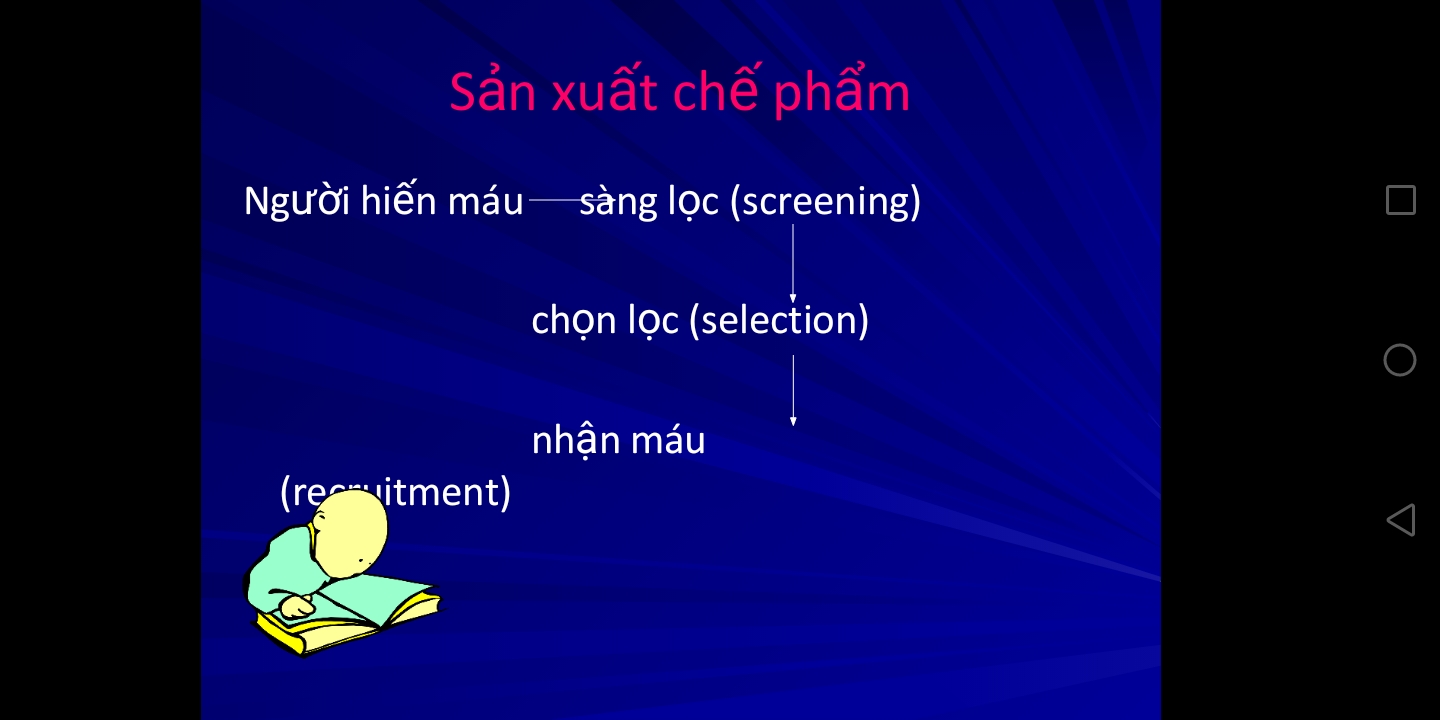 Sản xuất chế phẩm
Người hiến máu sàng lọc (screening)
chọn lọc (selection)
nhận máu
(recruitment)